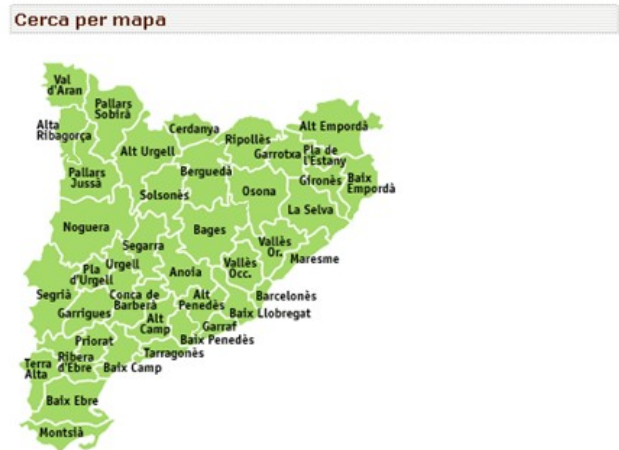 Cerca per mapa
Val
d'Aran
Pallars
Sobirà
Alta
Ribagorça
Cerdanya
Ripollès
Alt Empordà
Alt Urgell
Garrotxa
Pla de
l'Estany
Pallars
Jussà
Berguedà
Gironès
Baix
Empordà
Solsonès
Osona
La Selva
Noguera
Bages
Segarra
Vallès
Or.
Maresme
Pla
d'Urgell
Urgell
Anoia
Vallès
Occ.
Segrià
Conca de
Barberà
Alt
Penedès
Barcelonès
Garrigues
Baix Llobregat
Alt
Camp
Garraf
Priorat
Baix Penedès
Tarragonès
Terra
Alta
Ribera
d'Ebre
Baix Camp
Baix Ebre
Montsià